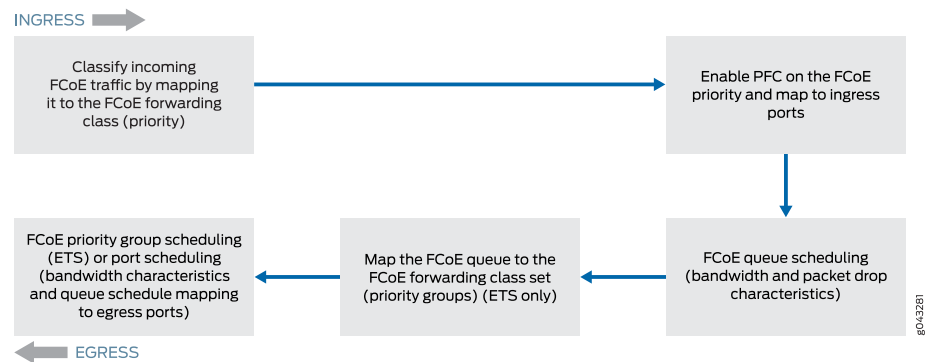 INGRESS
Classify incoming
FCoE traffic by mapping
it to the FCoE forwarding
class (priority)
Enable PFC on the FCoE
priority and map to ingress
ports
FCoE priority group scheduling
(ETS) or port scheduling
(bandwidth characteristics
and queue schedule mapping
to egress ports)
Map the FCoE queue to the
FCoE forwarding class set
(priority groups) (ETS only)
FCoE queue scheduling
(bandwidth and packet drop
characteristics)
g043281
EGRESS